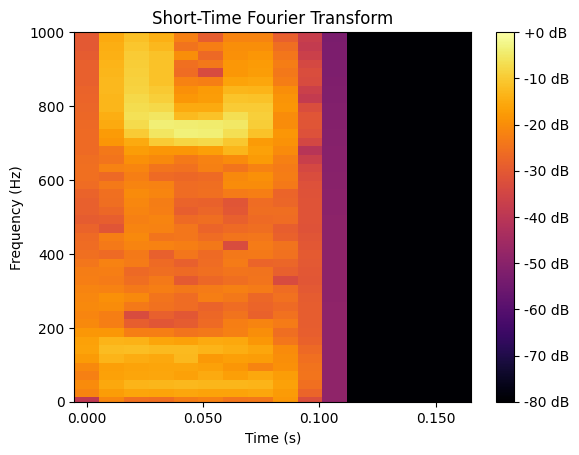 Short-Time Fourier Transform
1000
800
600
400
200
0
Frequency (Hz)
0.000
0.050
0.100
0.150
Time (s)
+0 dB
-10 dB
-20 dB
-30 dB
-40 dB
-50 dB
-60 dB
-70 dB
-80 dB